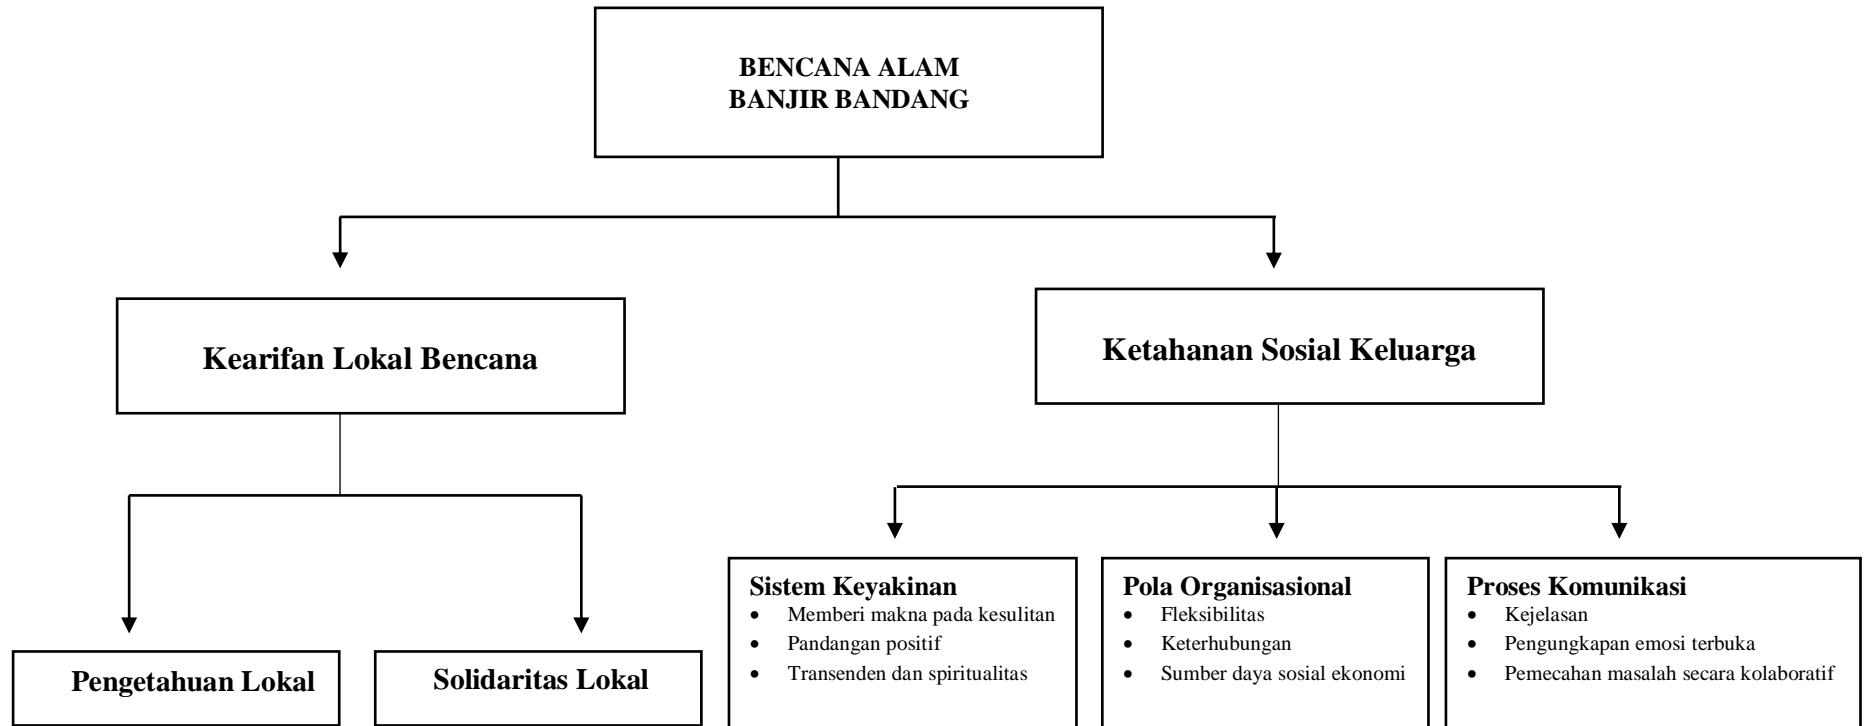 BENCANA ALAM
BANJIR BANDANG
Kearifan Lokal Bencana
Ketahanan Sosial Keluarga
Pengetahuan Lokal
Solidaritas Lokal
Sistem Keyakinan
• Memberi makna pada kesulitan
• Pandangan positif
• Transenden dan spiritualitas
Pola Organisasional
• Fleksibilitas
• Keterhubungan
• Sumber daya sosial ekonomi
Proses Komunikasi
• Kejelasan
• Pengungkapan emosi terbuka
• Pemecahan masalah secara kolaboratif